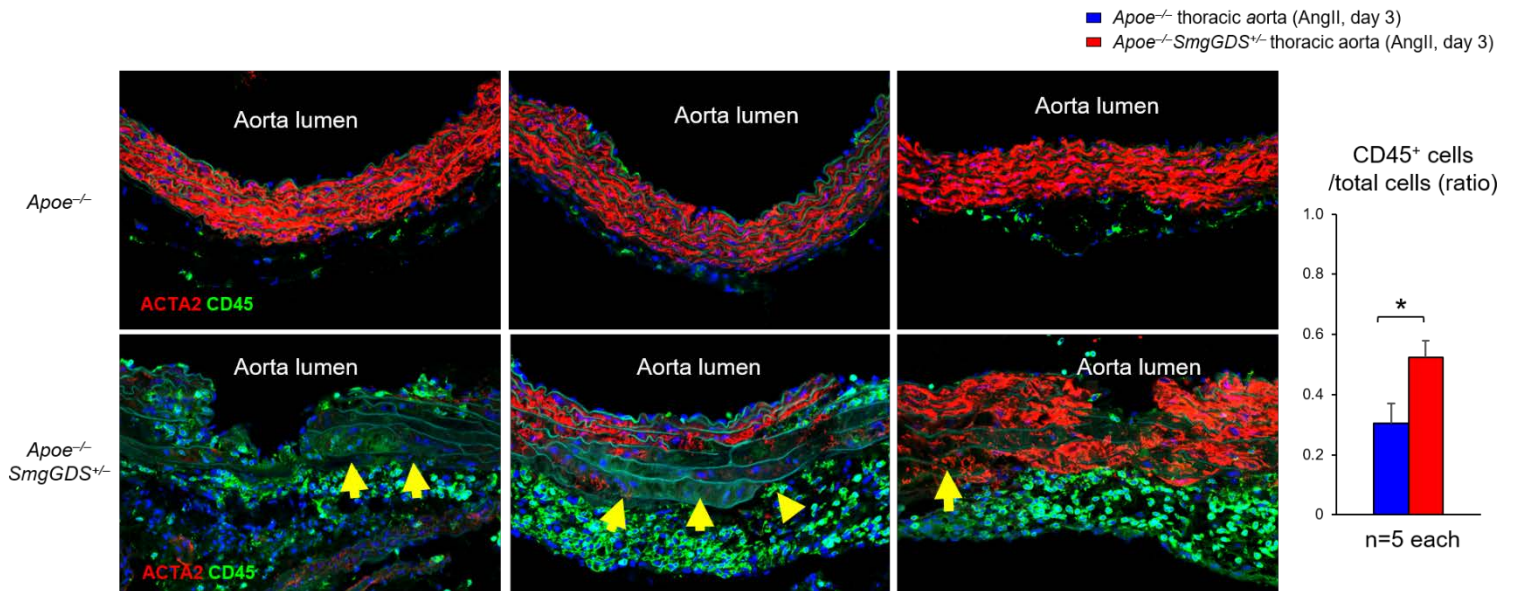 Apoe–/– thoracic aorta (AngII, day 3)
Apoe–/–SmgGDS+/– thoracic aorta (AngII, day 3)
Apoe–/–
Aorta lumen
Aorta lumen
Aorta lumen
ACTA2 CD45
Apoe–/–
SmgGDS+/–
Aorta lumen
Aorta lumen
Aorta lumen
ACTA2 CD45
CD45+ cells
/total cells (ratio)
1.0
0.8
0.6
0.4
0.2
0
*
n=5 each